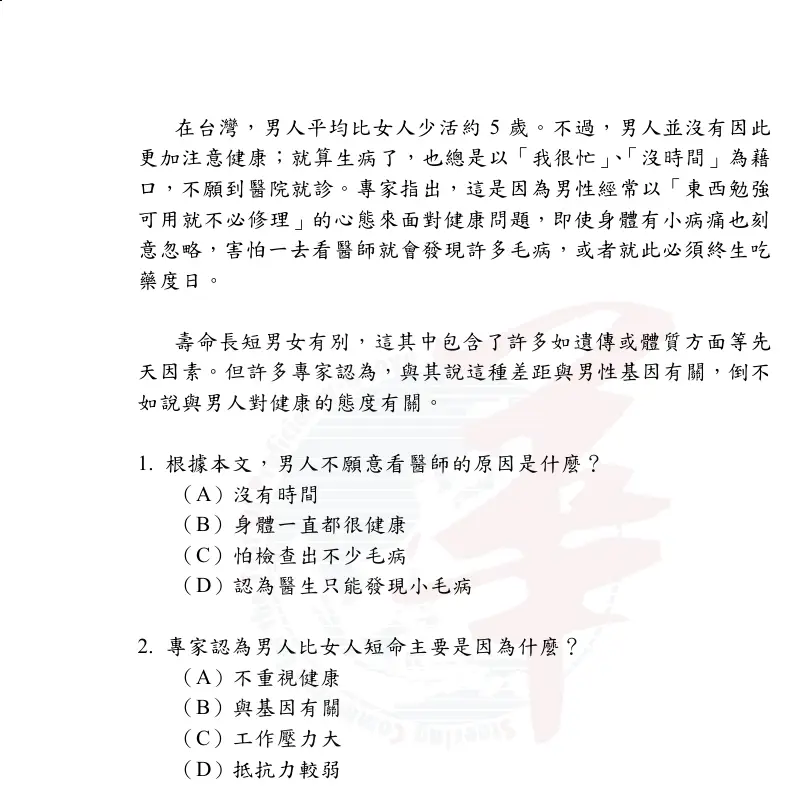 在台灣，男人平均比女人少活約 5 歲。不過，男人並沒有因此
更加注意健康；就算生病了，也總是以「我很忙」、「沒時間」為藉
口，不願到醫院就診。專家指出，這是因為男性經常以「東西勉強
可用就不必修理」的心態來面對健康問題，即使身體有小病痛也刻
意忽略，害怕一去看醫師就會發現許多毛病，或者就此必須終生吃
藥度日。
壽命長短男女有別，這其中包含了許多如遺傳或體質方面等先
天因素。但許多專家認為，與其說這種差距與男性基因有關，倒不
如說與男人對健康的態度有關。
1. 根據本文，男人不願意看醫師的原因是什麼？
（A）沒有時間
（B）身體一直都很健康
（C）怕檢查出不少毛病
（D）認為醫生只能發現小毛病
2. 專家認為男人比女人短命主要是因為什麼？
（A）不重視健康
（B）與基因有關
（C）工作壓力大
（D）抵抗力較弱